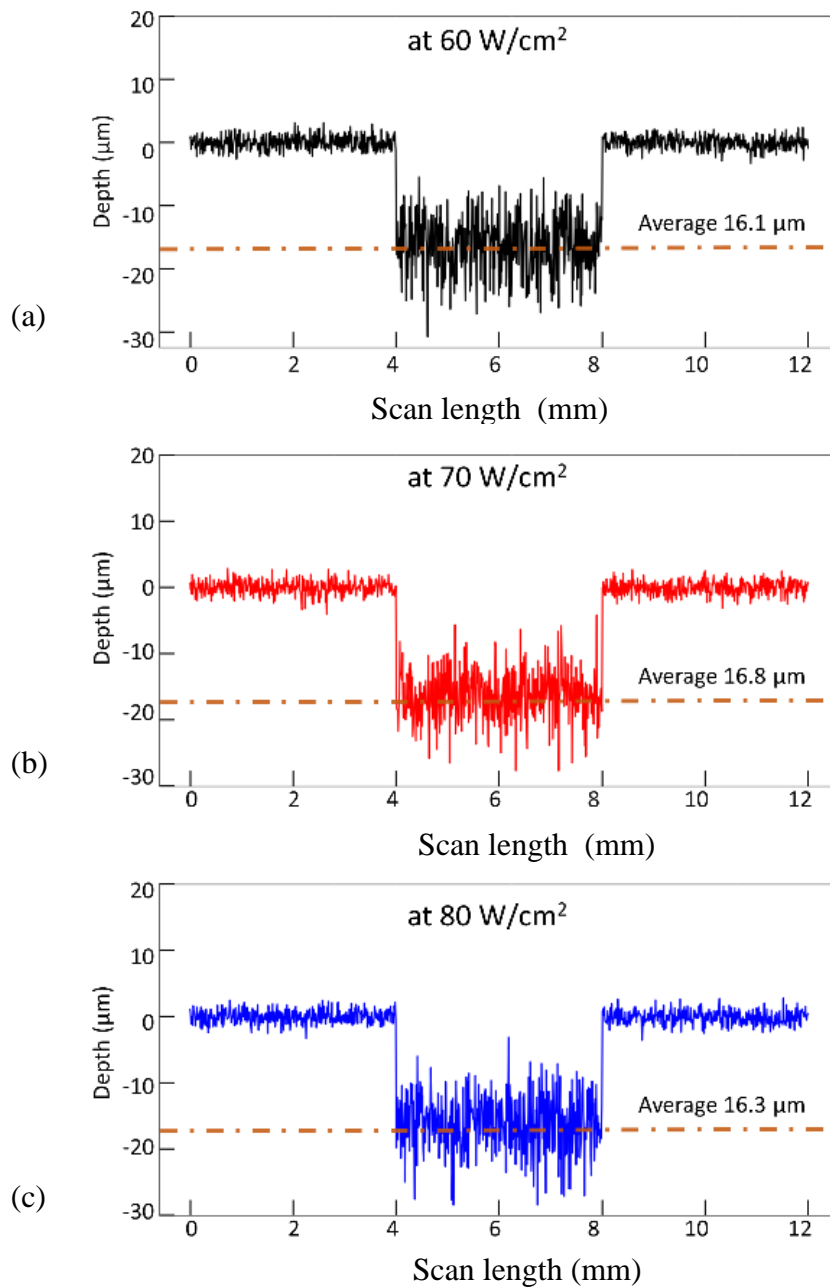 20
at 60 W/cm²
10
0
Depth (μm)
-10
Average 16.1 μm
-20
(a)
-30
0 2 4 6 8 10 12
Scan length (mm)
20
at 70 W/cm²
10
0
Depth (μm)
-10
Average 16.8 μm
-20
(b)
-30
0 2 4 6 8 10 12
Scan length (mm)
20
at 80 W/cm²
10
0
Depth (μm)
-10
Average 16.3 μm
-20
(c)
-30
0 2 4 6 8 10 12
Scan length (mm)